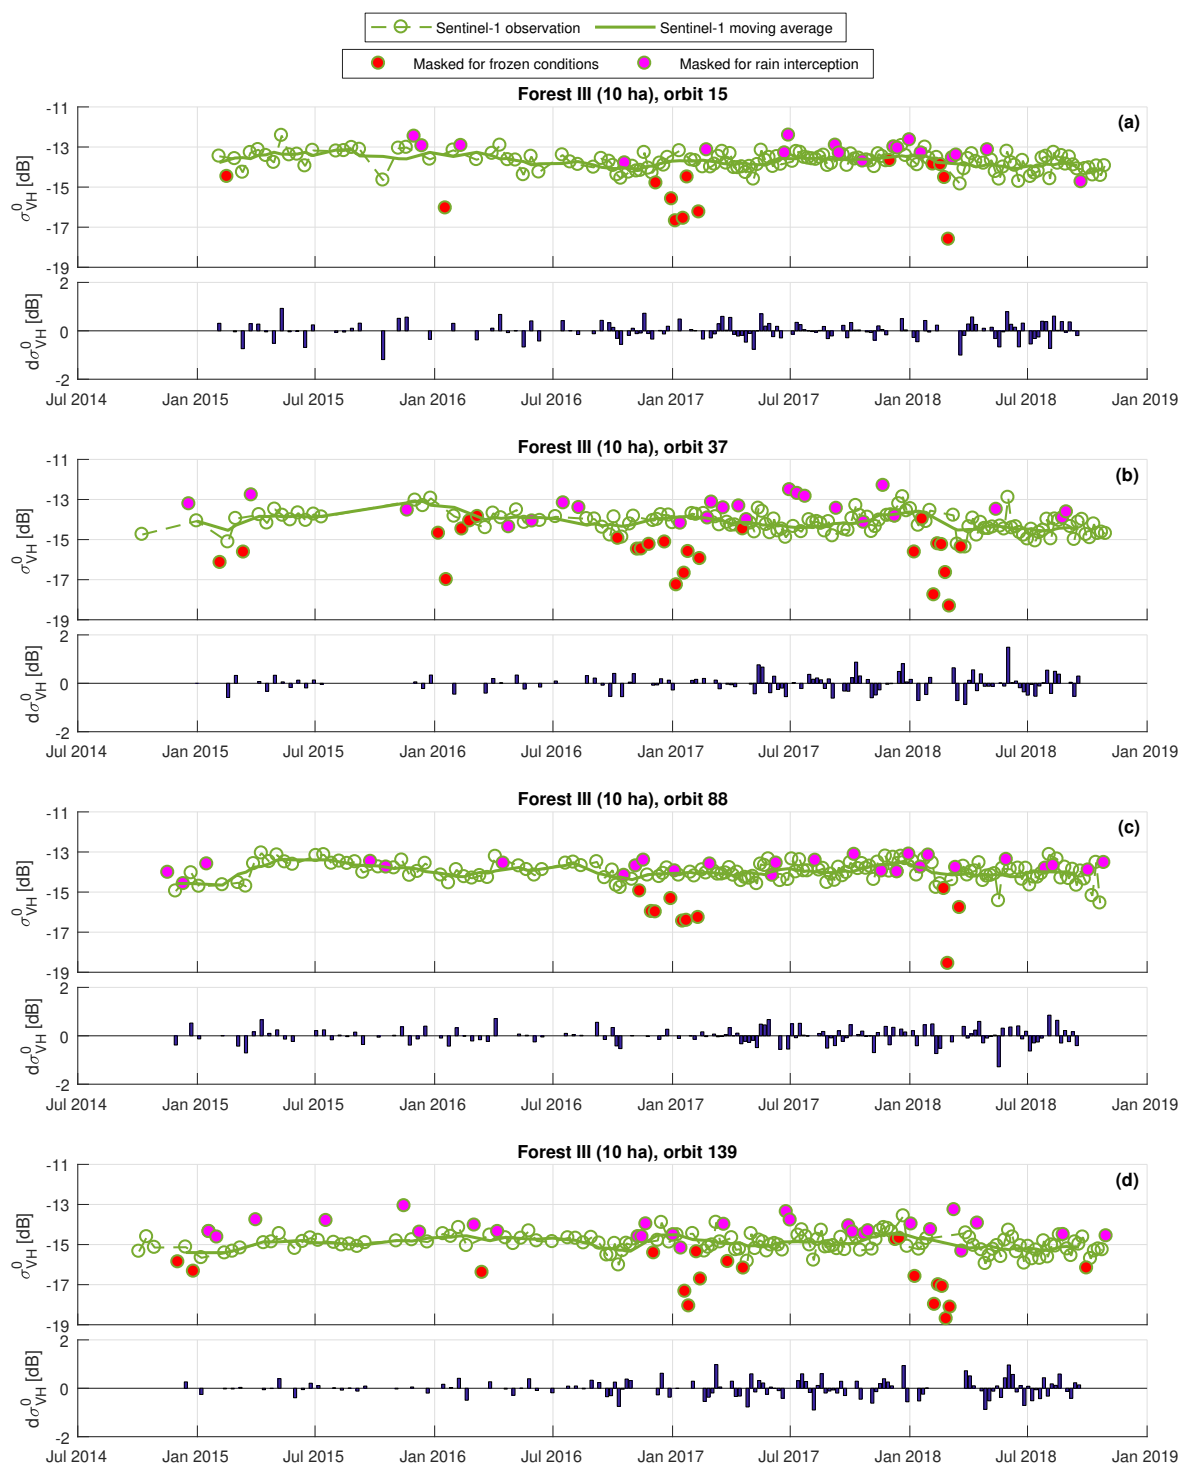 Sentinel-1 observation
Sentinel-1 moving average
Masked for frozen conditions
Masked for rain interception
Forest III (10 ha), orbit 15
(a)
-11
-13
-15
-17
-19
σ⁰VH [dB]
2
0
-2
dσ⁰VH [dB]
Jul 2014 Jan 2015 Jul 2015 Jan 2016 Jul 2016 Jan 2017 Jul 2017 Jan 2018 Jul 2018 Jan 2019
Forest III (10 ha), orbit 37
(b)
-11
-13
-15
-17
-19
σ⁰VH [dB]
2
0
-2
dσ⁰VH [dB]
Jul 2014 Jan 2015 Jul 2015 Jan 2016 Jul 2016 Jan 2017 Jul 2017 Jan 2018 Jul 2018 Jan 2019
Forest III (10 ha), orbit 88
(c)
-11
-13
-15
-17
-19
σ⁰VH [dB]
2
0
-2
dσ⁰VH [dB]
Jul 2014 Jan 2015 Jul 2015 Jan 2016 Jul 2016 Jan 2017 Jul 2017 Jan 2018 Jul 2018 Jan 2019
Forest III (10 ha), orbit 139
(d)
-11
-13
-15
-17
-19
σ⁰VH [dB]
2
0
-2
dσ⁰VH [dB]
Jul 2014 Jan 2015 Jul 2015 Jan 2016 Jul 2016 Jan 2017 Jul 2017 Jan 2018 Jul 2018 Jan 2019